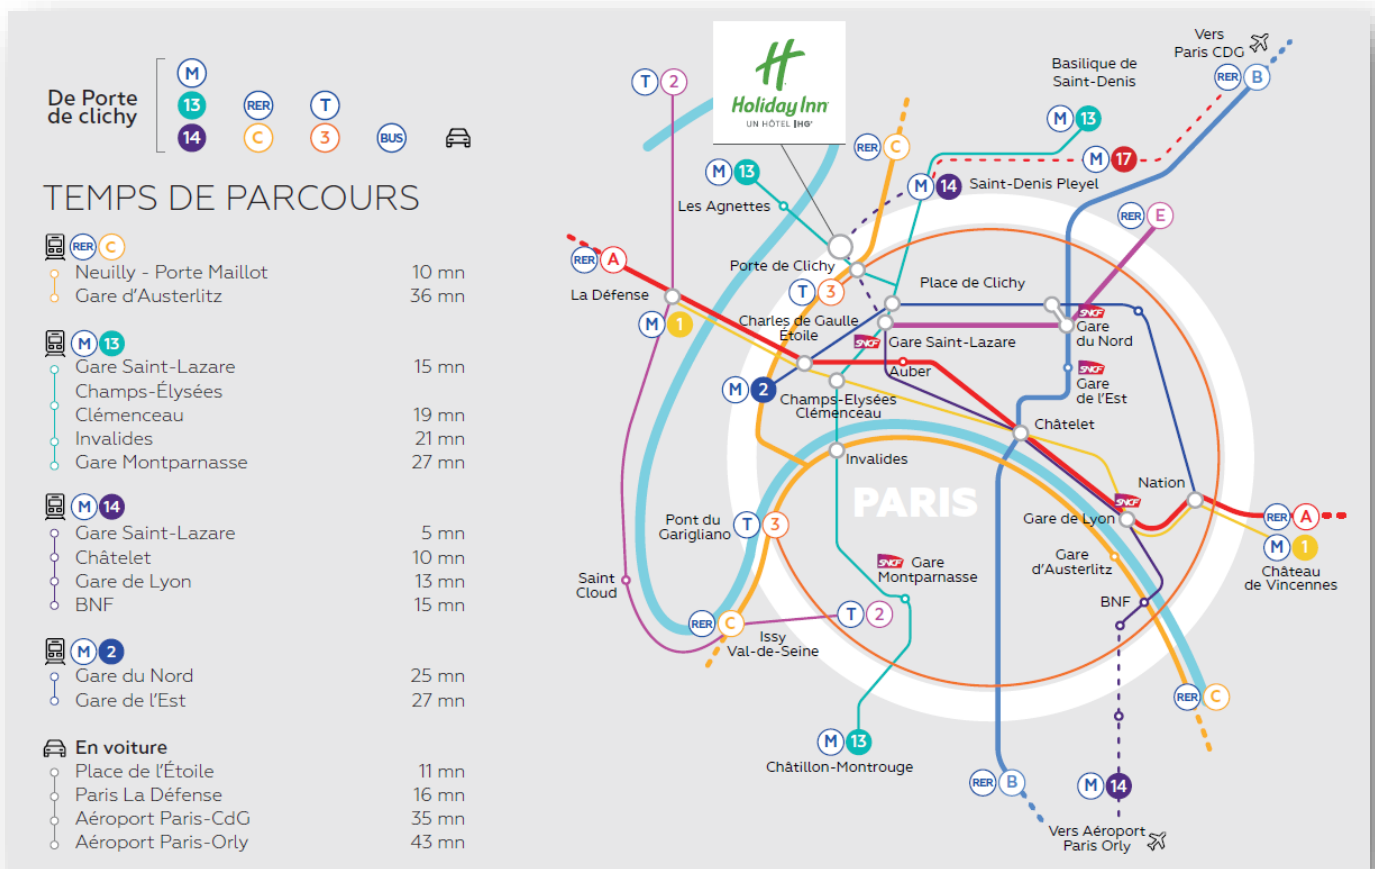 De Porte
de clichy
M
13
14
RER
C
T
3
BUS
TEMPS DE PARCOURS
RER C
Neuilly - Porte Maillot 10 mn
Gare d'Austerlitz 36 mn
M 13
Gare Saint-Lazare 15 mn
Champs-Élysées
Clémenceau 19 mn
Invalides 21 mn
Gare Montparnasse 27 mn
M 14
Gare Saint-Lazare 5 mn
Châtelet 10 mn
Gare de Lyon 13 mn
BNF 15 mn
M 2
Gare du Nord 25 mn
Gare de l'Est 27 mn
En voiture
Place de l'Étoile 11 mn
Paris La Défense 16 mn
Aéroport Paris-CdG 35 mn
Aéroport Paris-Orly 43 mn
H
Holiday Inn
UN HÔTEL IHG
T 2
Vers
Paris CDG
RER B
Basilique de
Saint-Denis
M 13
RER C
M 17
M 13
M 14
Saint-Denis Pleyel
Les Agnettes
RER E
RER A
Porte de Clichy
La Défense
T 3
Place de Clichy
M 1
Charles de Gaulle
Étoile
SNCF
Gare Saint-Lazare
SNCF
Gare
du Nord
Auber
SNCF
Gare
de l'Est
M 2
Champs-Elysées
Clémenceau
Châtelet
Invalides
PARIS
Nation
SNCF
Gare de Lyon
RER A
M 1
Château
de Vincennes
Pont du
Garigliano
T 3
SNCF
Gare
Montparnasse
Gare
d'Austerlitz
Saint
Cloud
BNF
RER C
Issy
Val-de-Seine
T 2
RER C
M 13
Châtillon-Montrouge
RER B
M 14
Vers Aéroport
Paris Orly